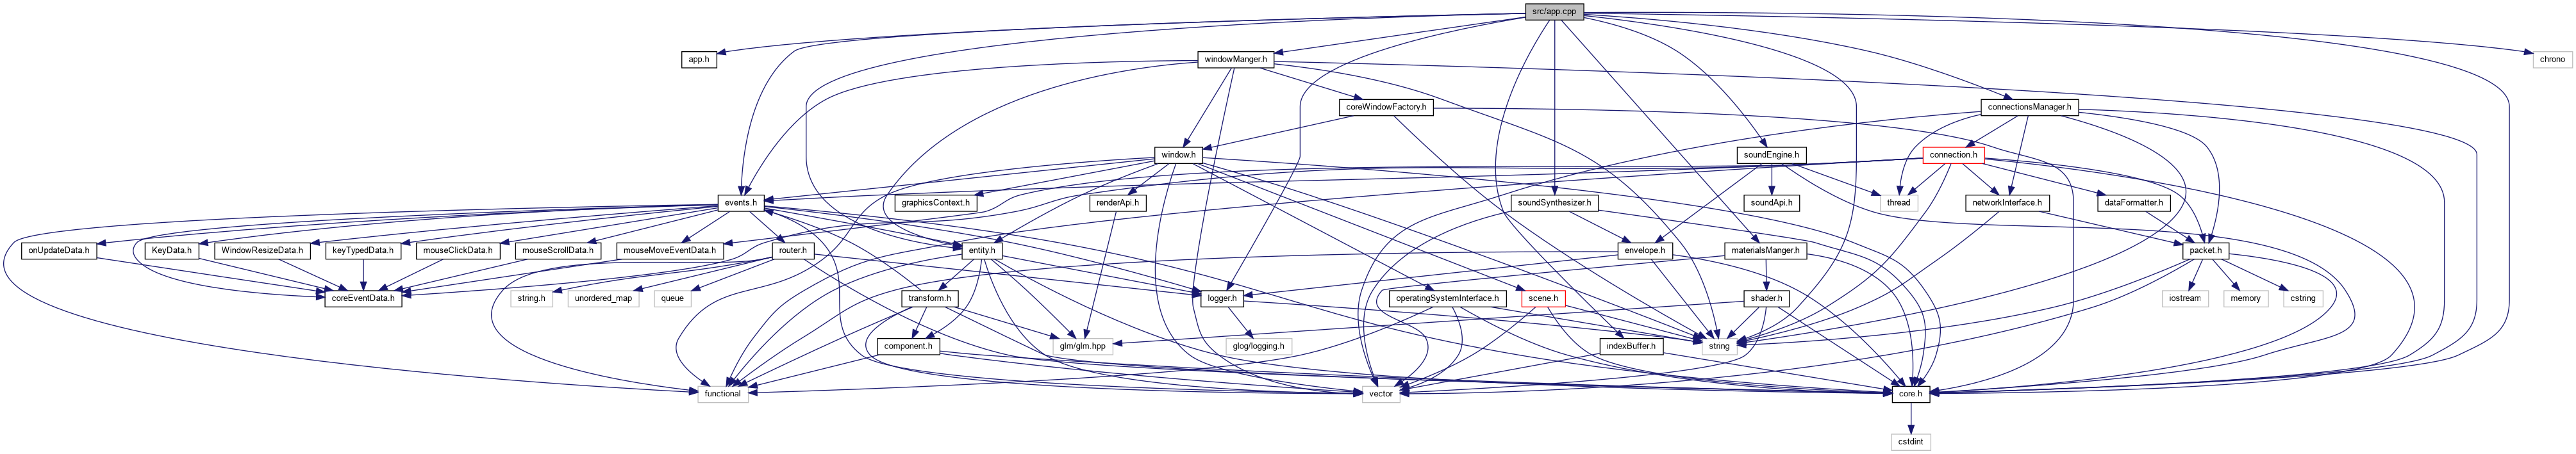 src/app.cpp
app.h
windowManger.h
chrono
coreWindowFactory.h
connectionsManager.h
window.h
soundEngine.h
connection.h
events.h
graphicsContext.h
renderApi.h
soundSynthesizer.h
soundApi.h
thread
networkInterface.h
dataFormatter.h
onUpdateData.h
KeyData.h
WindowResizeData.h
keyTypedData.h
mouseClickData.h
mouseScrollData.h
mouseMoveEventData.h
router.h
entity.h
envelope.h
materialsManger.h
packet.h
coreEventData.h
string.h
unordered_map
queue
transform.h
logger.h
operatingSystemInterface.h
scene.h
shader.h
iostream
memory
cstring
component.h
glm/glm.hpp
glog/logging.h
indexBuffer.h
string
functional
vector
core.h
cstdint